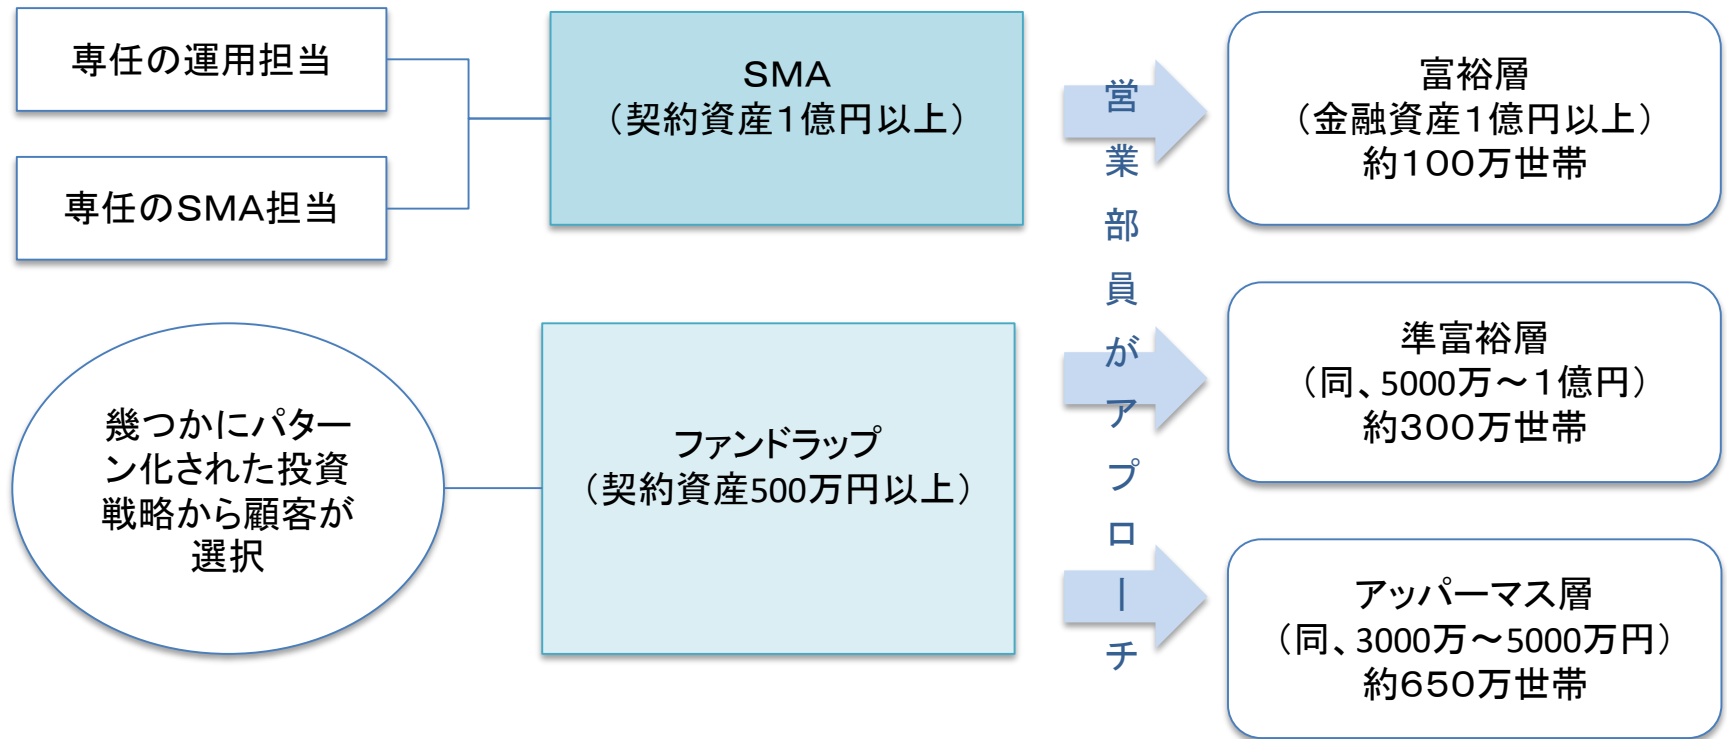 専任の運用担当
専任のSMA担当
SMA
（契約資産1億円以上）
幾つかにパター
ン化された投資
戦略から顧客が
選択
ファンドラップ
（契約資産500万円以上）
営業部員がアプローチ
富裕層
（金融資産1億円以上）
約100万世帯
準富裕層
（同、5000万～1億円）
約300万世帯
アッパーマス層
（同、3000万～5000万円）
約650万世帯